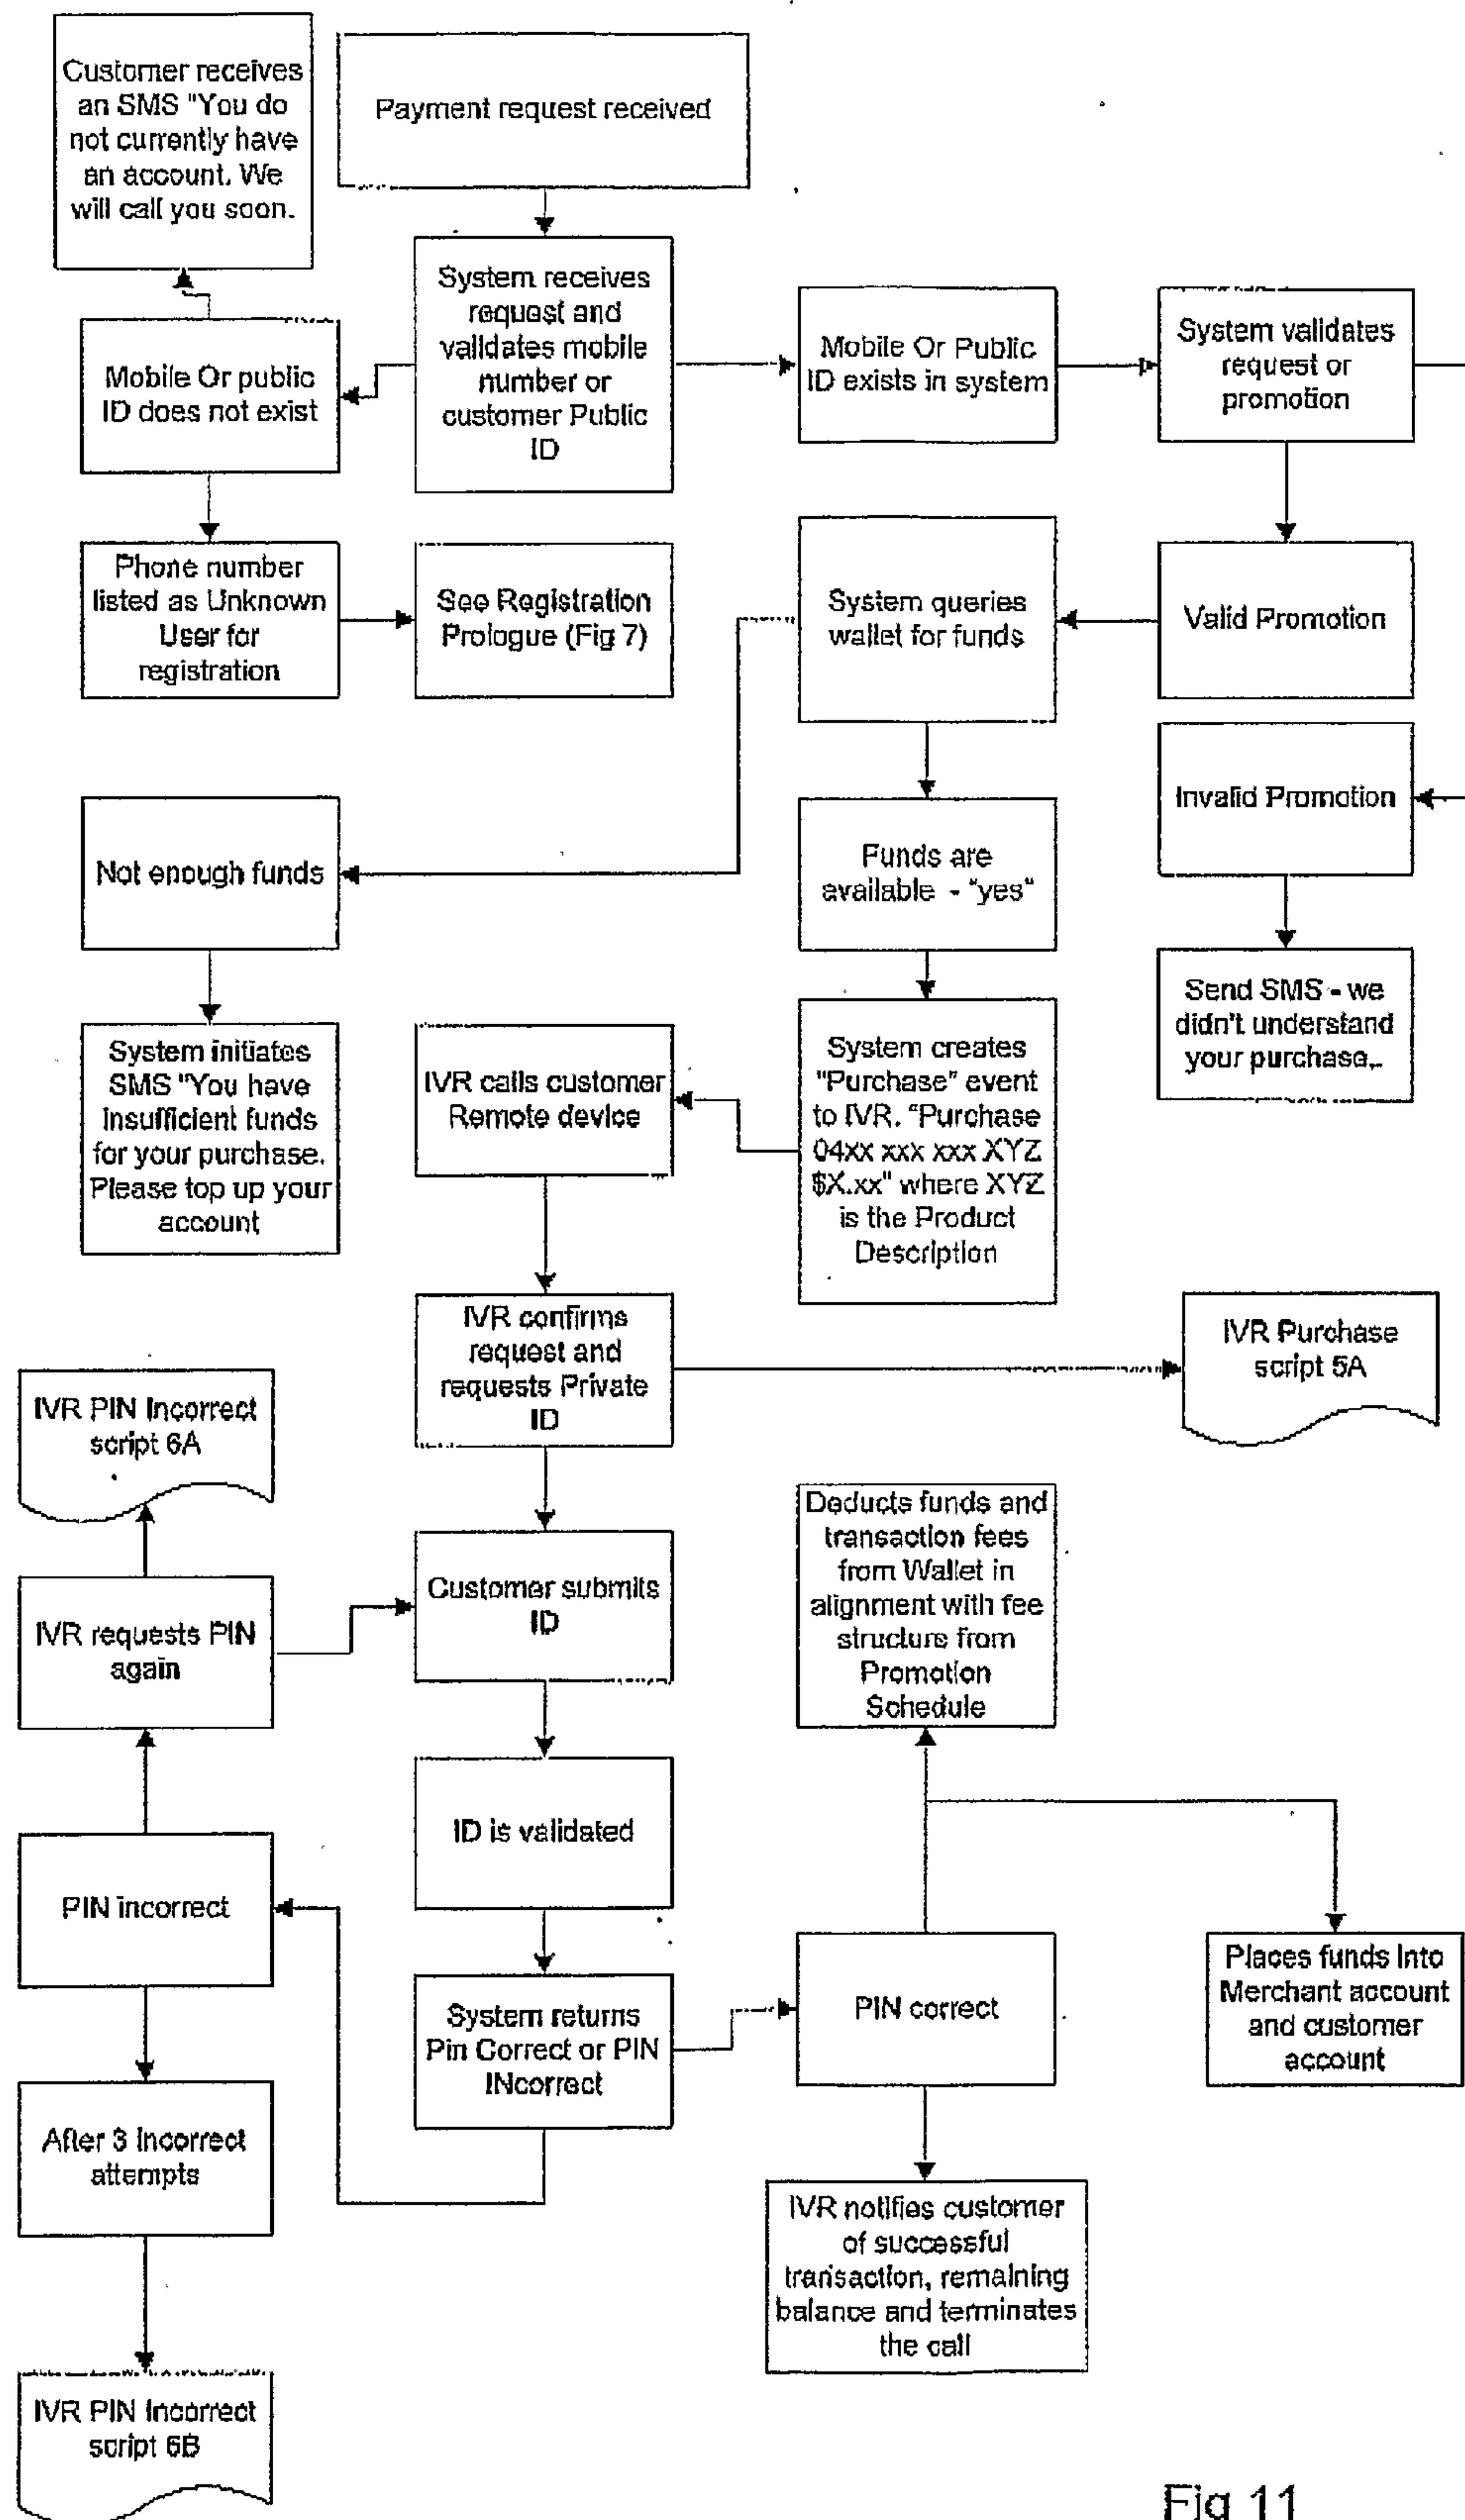 Customer receives
an SMS "You do
not currently have
an account. We
will call you soon.
Payment request received
System receives
request and
validates mobile
number or
customer Public
ID
Mobile Or public
ID does not exist
Mobile Or Public
ID exists in system
System validates
request or
promotion
Phone number
listed as Unknown
User for
registration
See Registration
Prologue (Fig 7)
System queries
wallet for funds
Valid Promotion
Invalid Promotion
Not enough funds
Funds are
available - "yes"
Send SMS - we
didn't understand
your purchase,.
System initiates
SMS "You have
Insufficient funds
for your purchase.
Please top up your
account
IVR calls customer
Remote device
System creates
"Purchase" event
to IVR. "Purchase
04xx xxx xxx XYZ
$X.xx" where XYZ
is the Product
Description
IVR confirms
request and
requests Private
ID
IVR Purchase
script 5A
IVR PIN Incorrect
script 6A
Deducts funds and
transaction fees
from Wallet in
alignment with fee
structure from
Promotion
Schedule
IVR requests PIN
again
Customer submits
ID
ID is validated
PIN incorrect
System returns
Pin Correct or PIN
INcorrect
PIN correct
Places funds Into
Merchant account
and customer
account
After 3 Incorrect
attempts
IVR notifies customer
of successful
transaction, remaining
balance and terminates
the call
IVR PIN Incorrect
script 6B
Fig 11